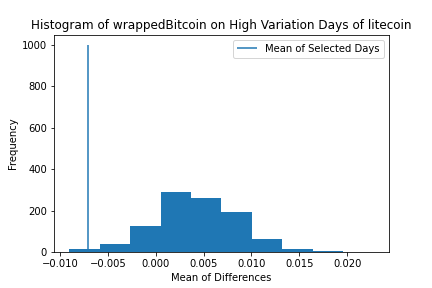 Histogram of wrappedBitcoin on High Variation Days of litecoin
Mean of Selected Days
Frequency
1000
800
600
400
200
0
−0.010 −0.005 0.000 0.005 0.010 0.015 0.020
Mean of Differences